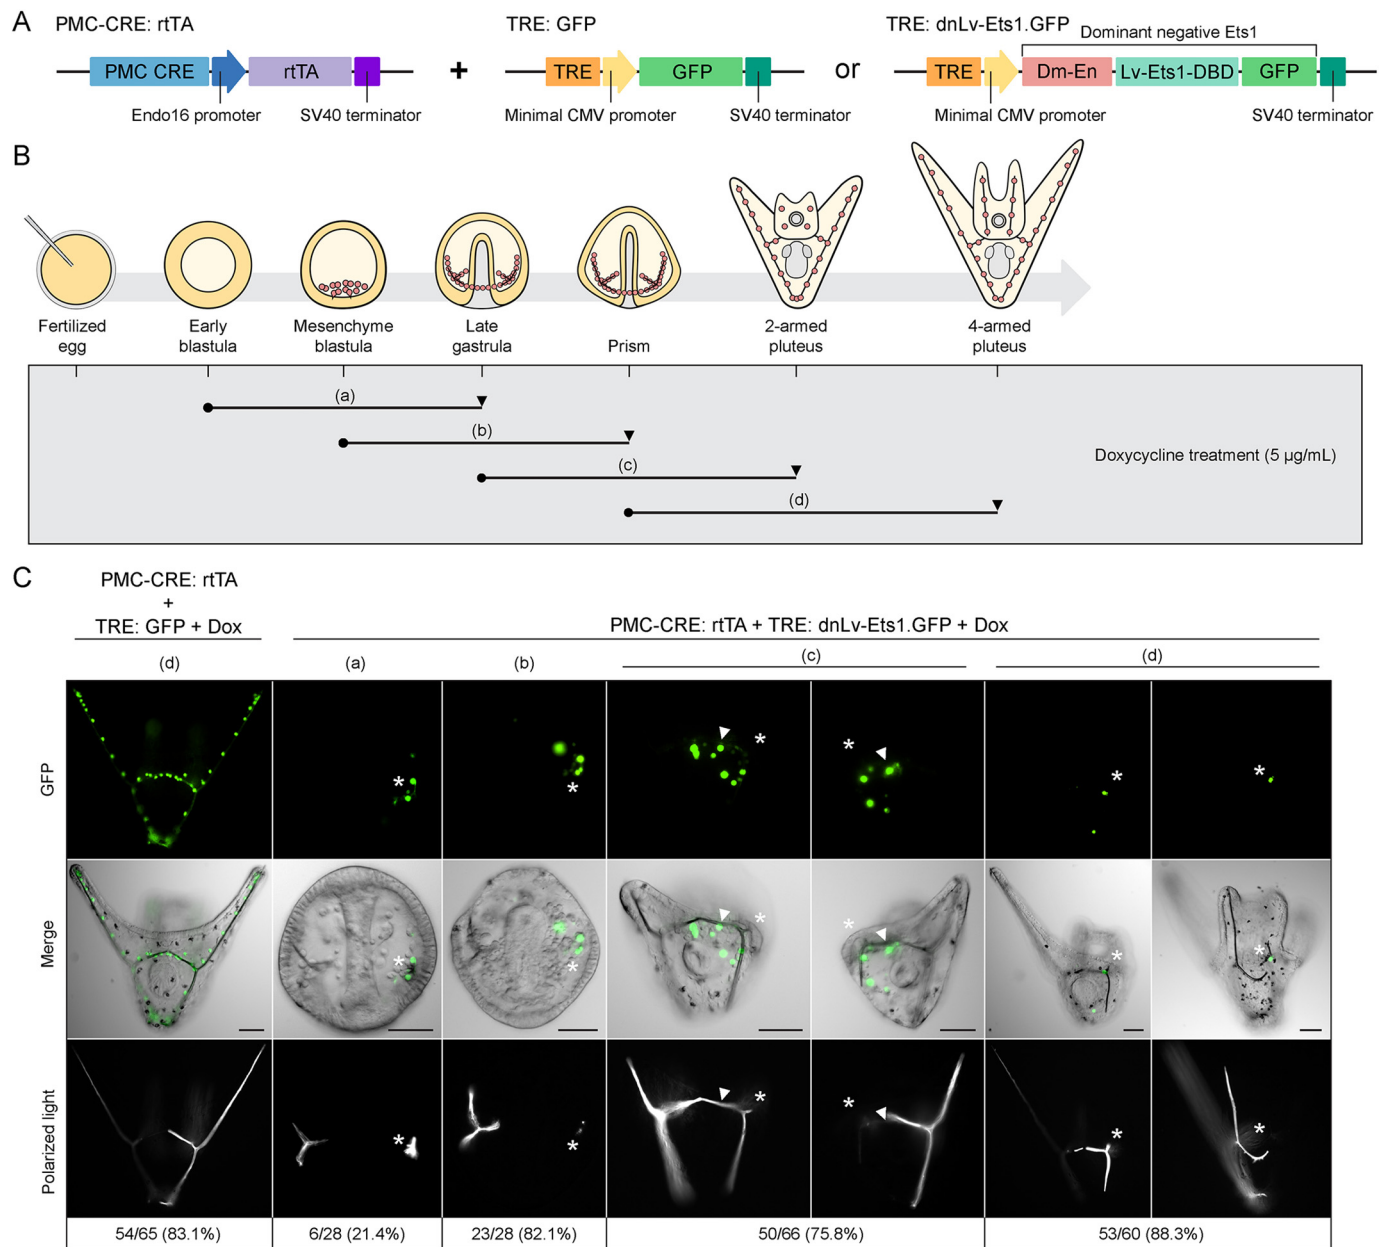 A
PMC-CRE: rtTA
TRE: GFP
TRE: dnLv-Ets1.GFP
Dominant negative Ets1
PMC CRE
rtTA
+
TRE
GFP
or
TRE
Dm-En
Lv-Ets1-DBD
GFP
Endo16 promoter
SV40 terminator
Minimal CMV promoter
SV40 terminator
Minimal CMV promoter
SV40 terminator
B
Fertilized
egg
Early
blastula
Mesenchyme
blastula
Late
gastrula
Prism
2-armed
pluteus
4-armed
pluteus
(a)
(b)
(c)
(d)
Doxycycline treatment (5 µg/mL)
C
PMC-CRE: rtTA
+
TRE: GFP + Dox
PMC-CRE: rtTA + TRE: dnLv-Ets1.GFP + Dox
(d)
(a)
(b)
(c)
(d)
GFP
* * * * * *
Merge
* * * * * *
Polarized light
* * * * * *
54/65 (83.1%)
6/28 (21.4%)
23/28 (82.1%)
50/66 (75.8%)
53/60 (88.3%)